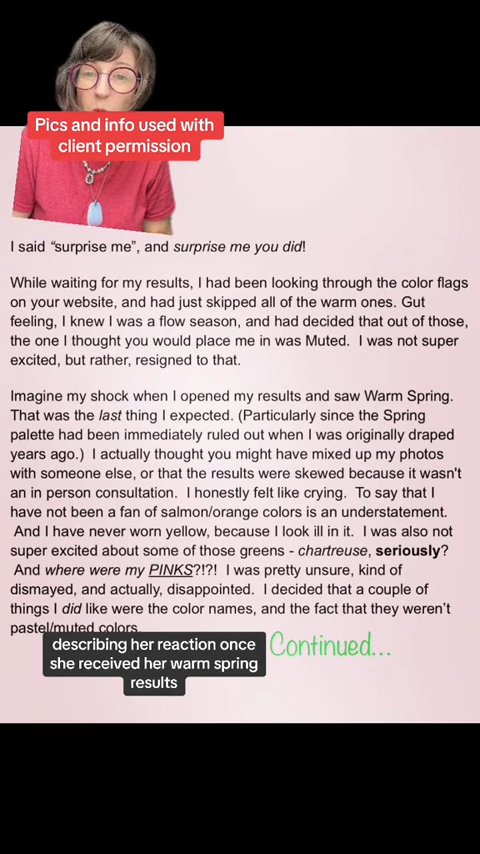 Pics and info used with
client permission
I said “surprise me”, and surprise me you did!
While waiting for my results, I had been looking through the color flags
on your website, and had just skipped all of the warm ones. Gut
feeling, I knew I was a flow season, and had decided that out of those,
the one I thought you would place me in was Muted. I was not super
excited, but rather, resigned to that.
Imagine my shock when I opened my results and saw Warm Spring.
That was the last thing I expected. (Particularly since the Spring
palette had been immediately ruled out when I was originally draped
years ago.) I actually thought you might have mixed up my photos
with someone else, or that the results were skewed because it wasn't
an in person consultation. I honestly felt like crying. To say that I
have not been a fan of salmon/orange colors is an understatement.
And I have never worn yellow, because I look ill in it. I was also not
super excited about some of those greens - chartreuse, seriously?
And where were my PINKS?!?! I was pretty unsure, kind of
dismayed, and actually, disappointed. I decided that a couple of
things I did like were the color names, and the fact that they weren’t
pastel/muted colors.
describing her reaction once
she received her warm spring
results
Continued...